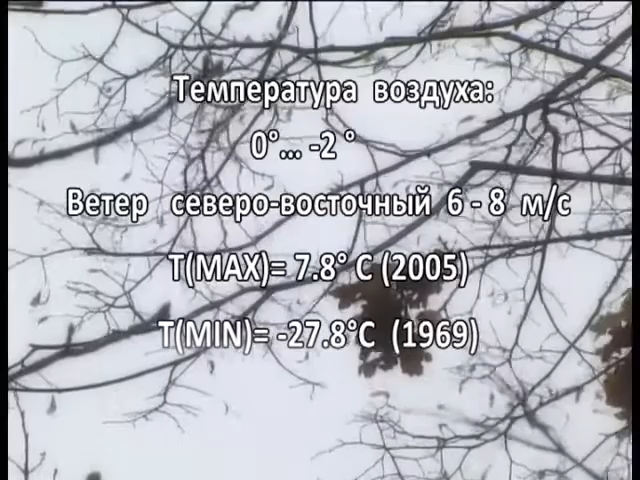 Температура воздуха:
0°... -2 °
Ветер северо-восточный 6 - 8 м/с
T(MAX)= 7.8° C (2005)
T(MIN)= -27.8°C (1969)